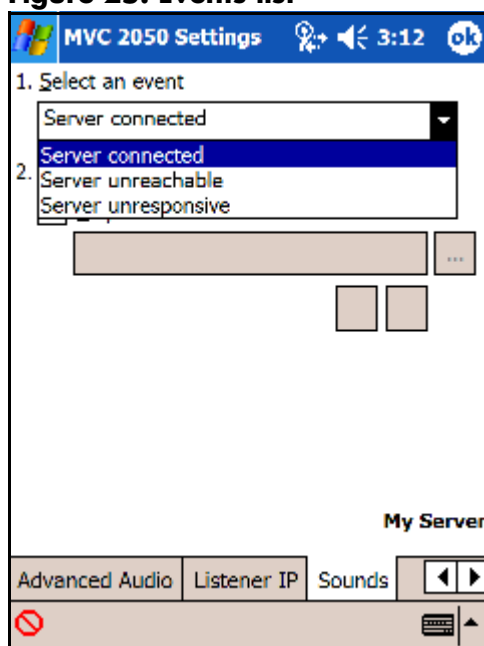 Figure 25. Events list
MVC 2050 Settings 3:12 ok
1. Select an event
Server connected
Server connected
2.
Server unreachable
Server unresponsive
...
My Server
Advanced Audio Listener IP Sounds